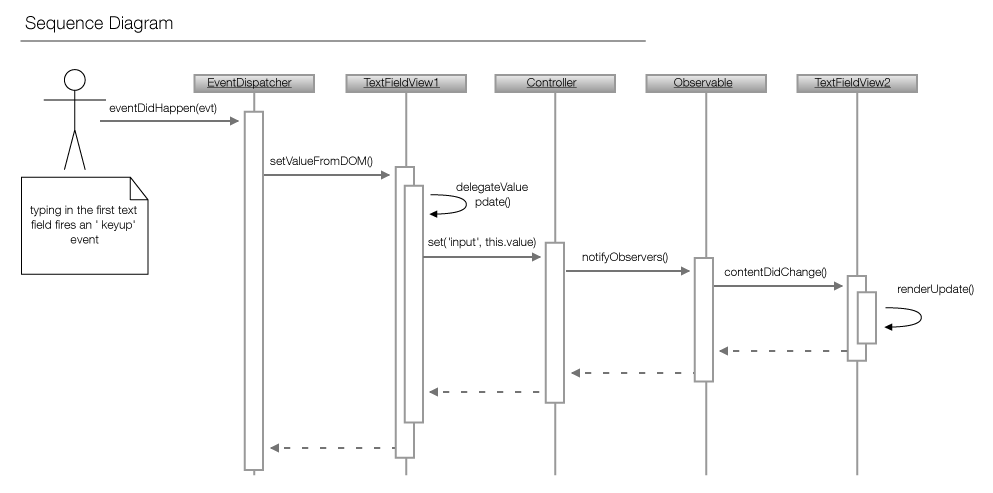 Sequence Diagram
EventDispatcher
TextFieldView1
Controller
Observable
TextFieldView2
eventDidHappen(evt)
setValueFromDOM()
delegateValue
pdate()
typing in the first text
field fires an ' keyup'
event
set('input', this.value)
notifyObservers()
contentDidChange()
renderUpdate()